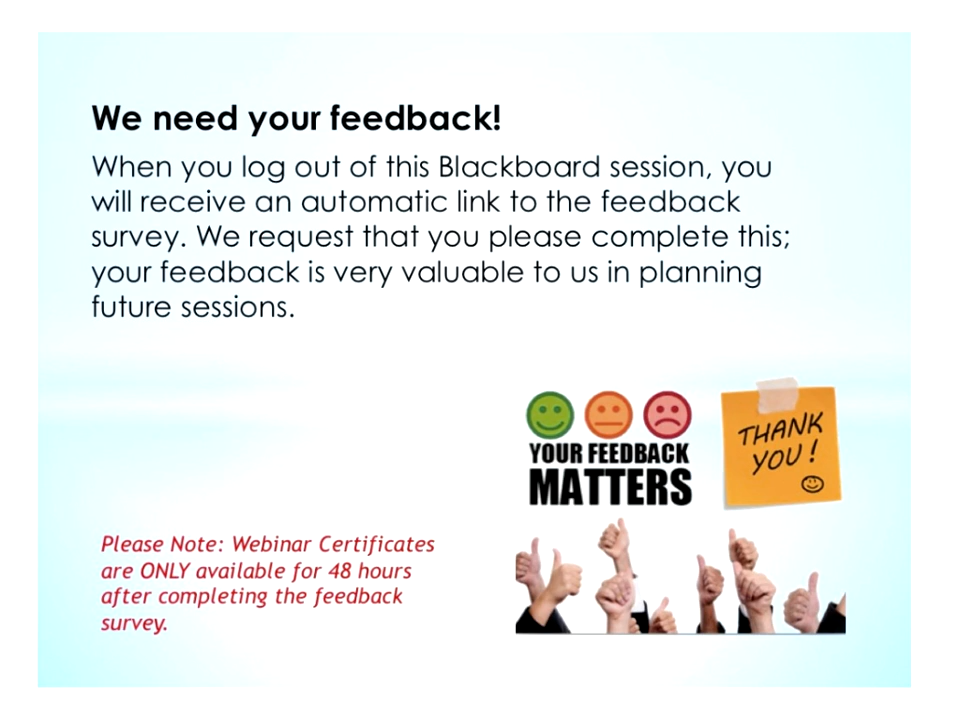 We need your feedback!
When you log out of this Blackboard session, you
will receive an automatic link to the feedback
survey. We request that you please complete this;
your feedback is very valuable to us in planning
future sessions.
YOUR FEEDBACK
MATTERS
THANK
YOU!
Please Note: Webinar Certificates
are ONLY available for 48 hours
after completing the feedback
survey.